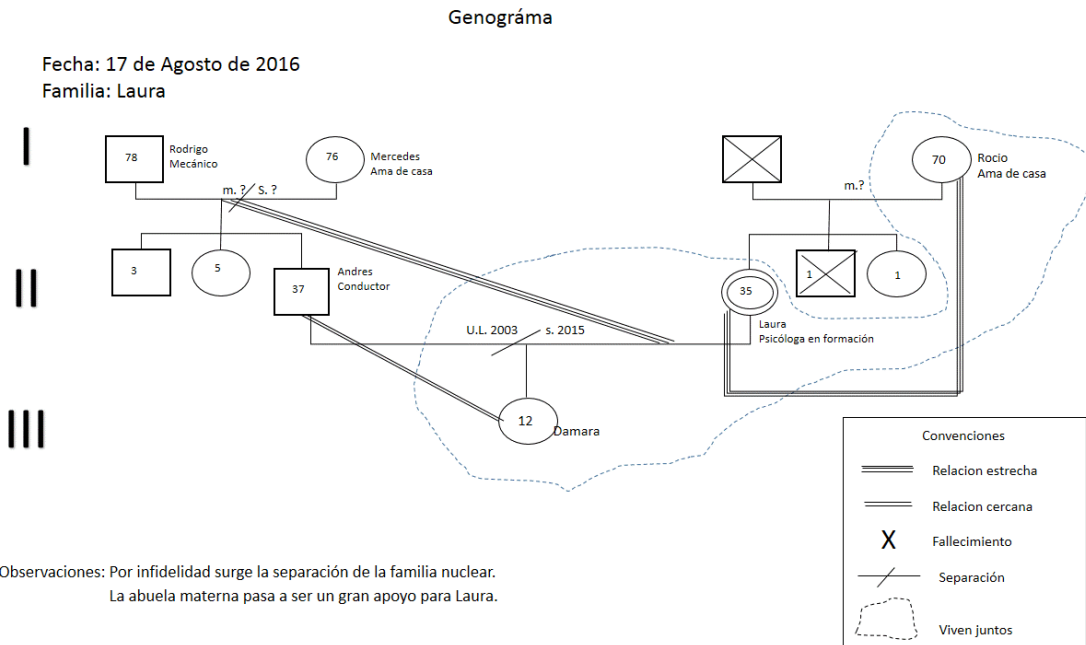 Genográma
Fecha: 17 de Agosto de 2016
Familia: Laura
I
78
Rodrigo
Mecánico
76
Mercedes
Ama de casa
70
Rocio
Ama de casa
m. ?
S. ?
m.?
II
3
5
37
Andres
Conductor
35
1
1
Laura
Psicóloga en formación
U.L. 2003
s. 2015
III
12
Damara
Convenciones
Relacion estrecha
Relacion cercana
X
Fallecimiento
Separación
Viven juntos
Observaciones: Por infidelidad surge la separación de la familia nuclear.
La abuela materna pasa a ser un gran apoyo para Laura.